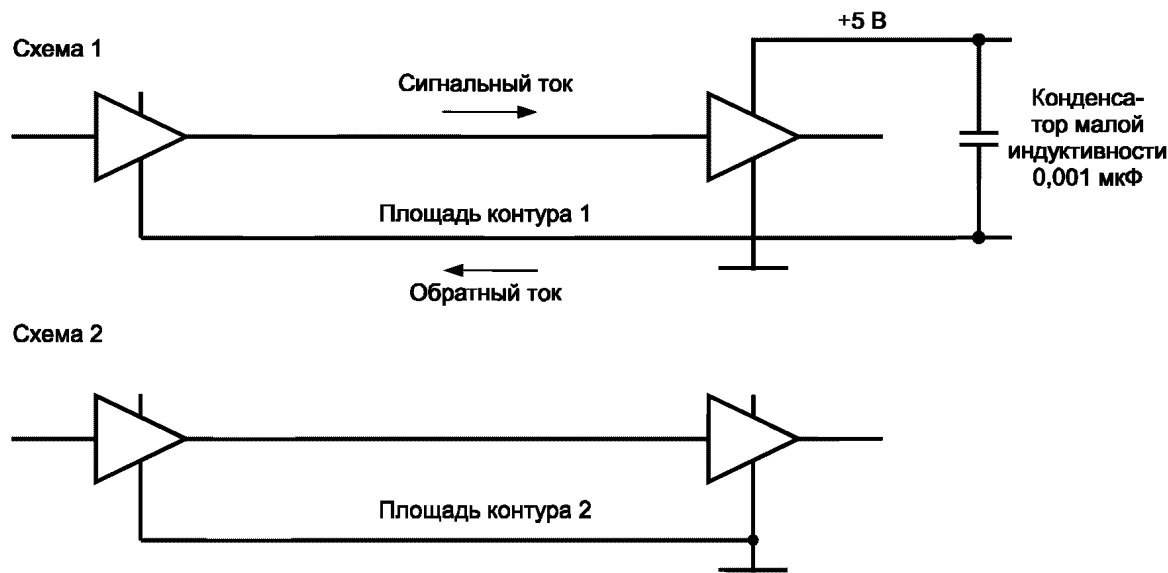 Схема 1
+5 В
Сигнальный ток
Конденса-
тор малой
индуктивности
0,001 мкФ
Площадь контура 1
Обратный ток
Схема 2
Площадь контура 2